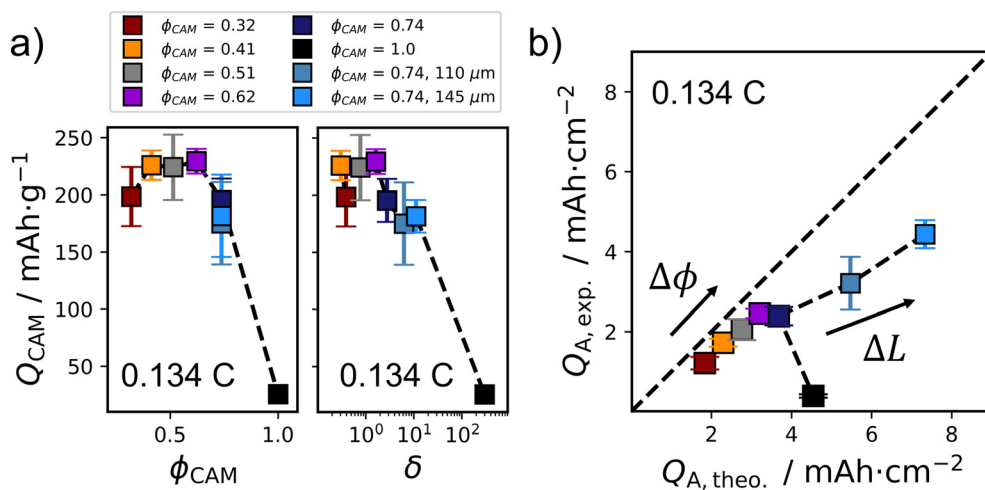 a)
ϕCAM = 0.32
ϕCAM = 0.41
ϕCAM = 0.51
ϕCAM = 0.62
ϕCAM = 0.74
ϕCAM = 1.0
ϕCAM = 0.74, 110 μm
ϕCAM = 0.74, 145 μm
QCAM / mAh·g⁻¹
250
200
150
100
50
0.134 C
0.5
1.0
ϕCAM
0.134 C
10⁰
10¹
10²
δ
b)
0.134 C
QA, exp. / mAh·cm⁻²
8
6
4
2
Δϕ
ΔL
2
4
6
8
QA, theo. / mAh·cm⁻²